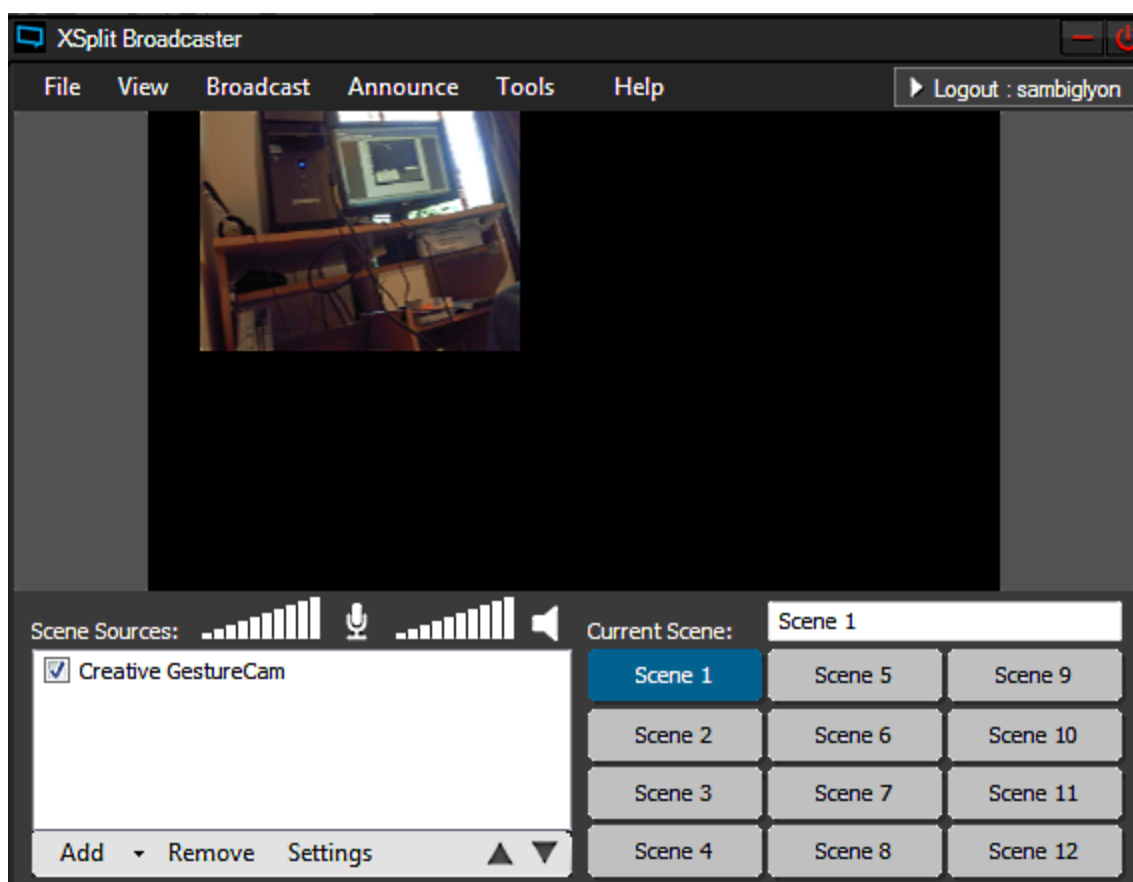 XSplit Broadcaster
File View Broadcast Announce Tools Help Logout : sambiglyon
Scene Sources:
Creative GestureCam
Add Remove Settings
Current Scene: Scene 1
Scene 1 Scene 5 Scene 9
Scene 2 Scene 6 Scene 10
Scene 3 Scene 7 Scene 11
Scene 4 Scene 8 Scene 12